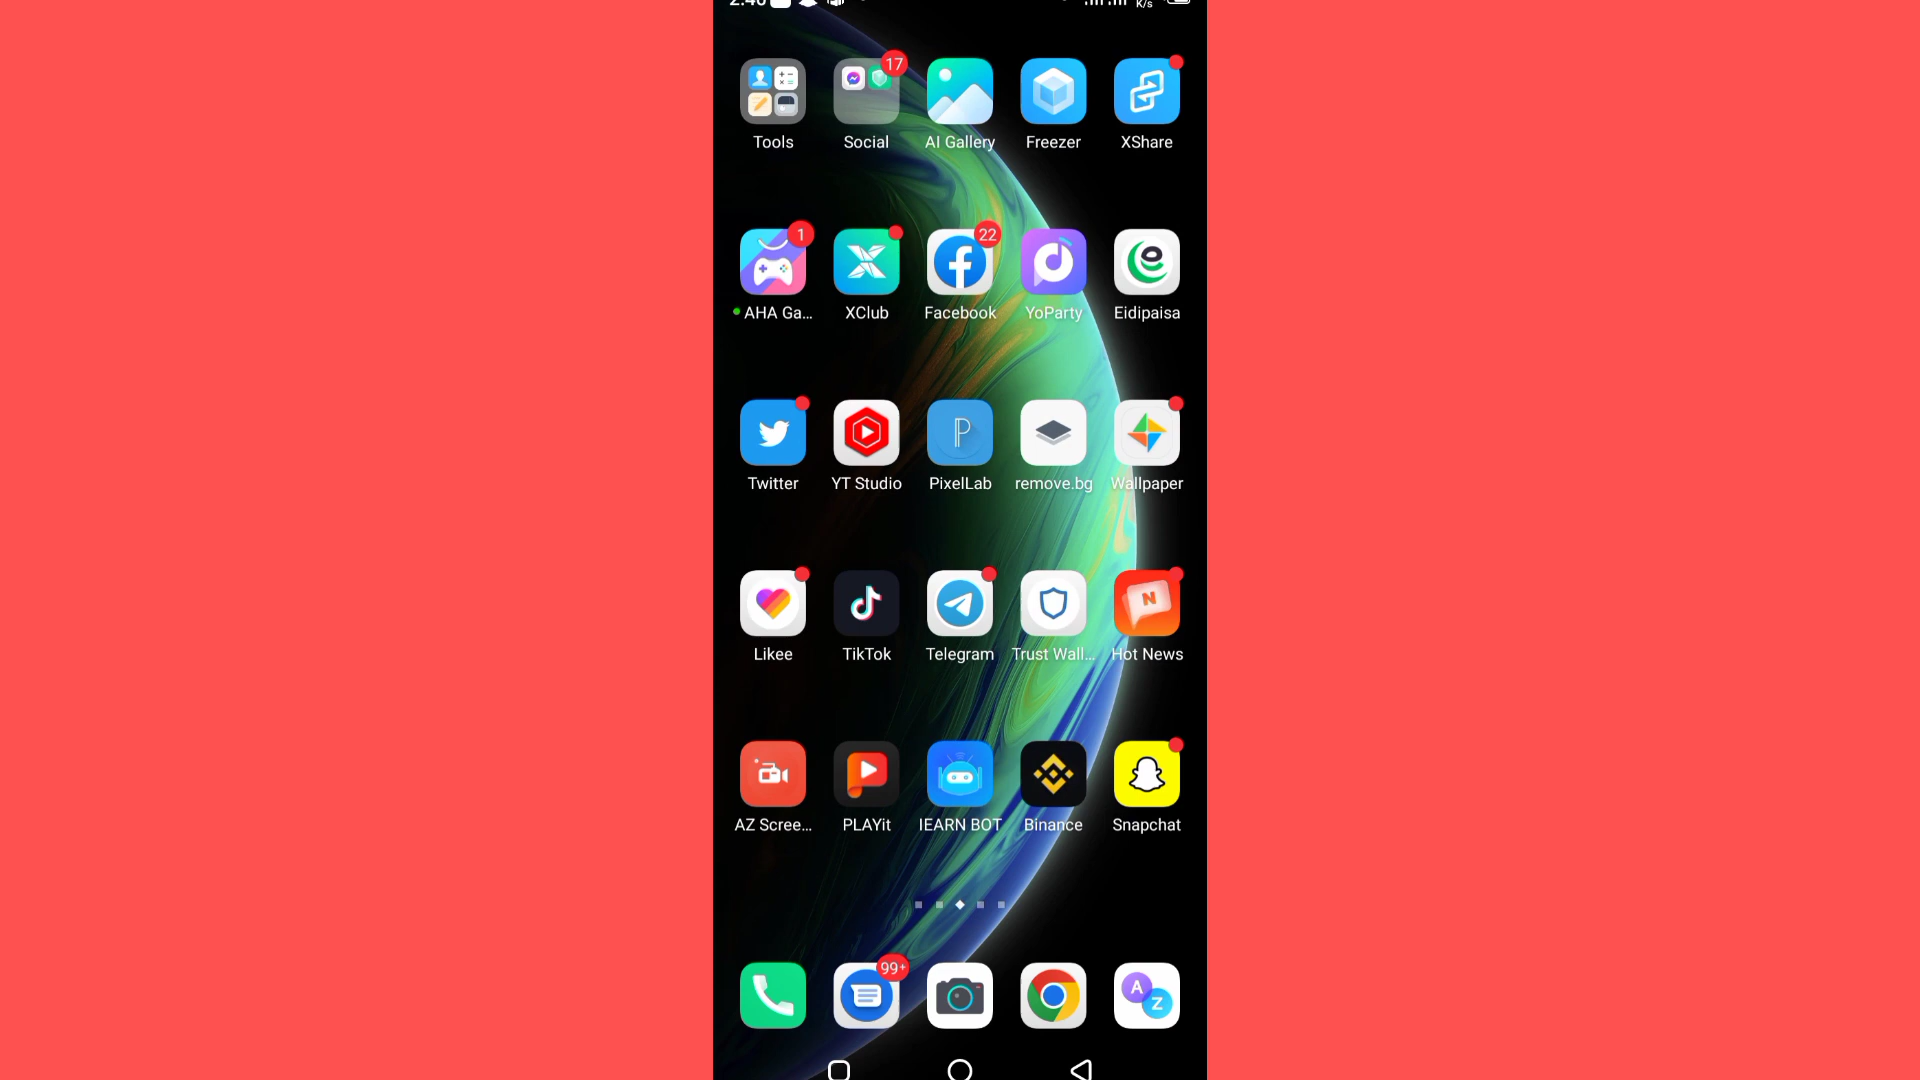 K/s
17
Tools Social AI Gallery Freezer XShare
1 22
AHA Ga... XClub Facebook YoParty Eidipaisa
Twitter YT Studio PixelLab remove.bg Wallpaper
N
Likee TikTok Telegram Trust Wall... Hot News
AZ Scree... PLAYit IEARN BOT Binance Snapchat
99+
A
Z